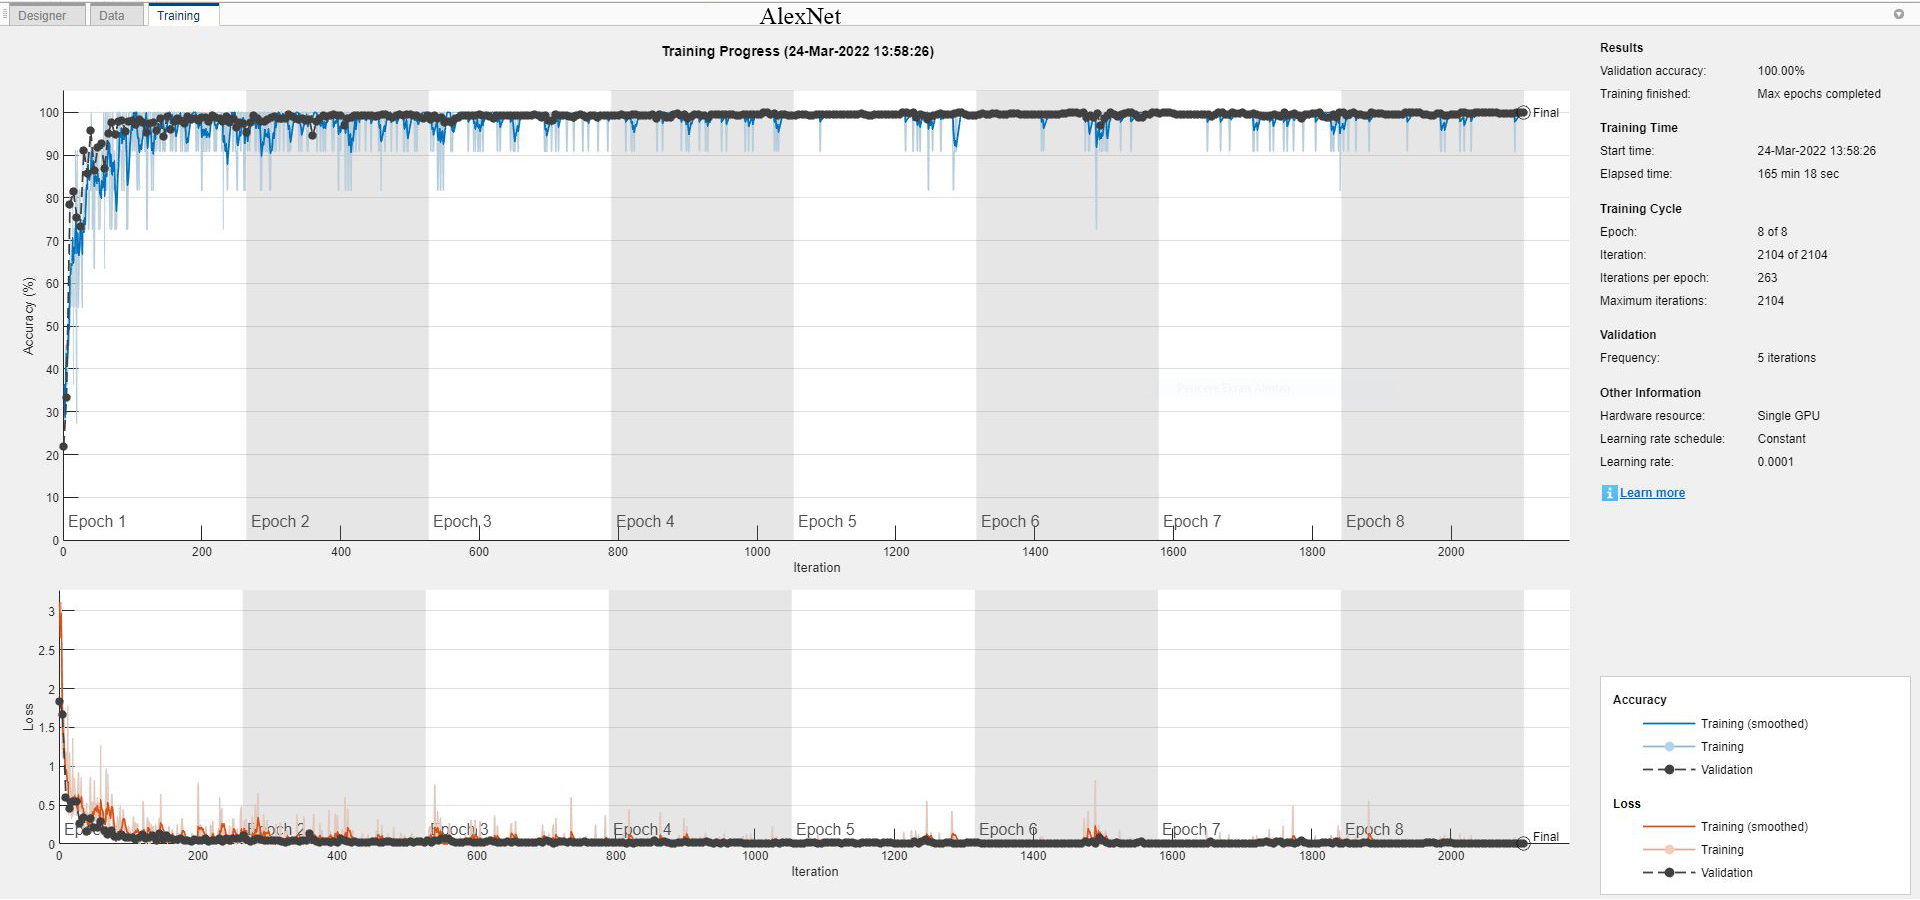 Designer Data Training
AlexNet
Training Progress (24-Mar-2022 13:58:26)
100
90
80
70
60
50
40
30
20
10
0
Accuracy (%)
Final
Epoch 1 Epoch 2 Epoch 3 Epoch 4 Epoch 5 Epoch 6 Epoch 7 Epoch 8
0 200 400 600 800 1000 1200 1400 1600 1800 2000
Iteration
3
2.5
2
1.5
1
0.5
0
Loss
Ep Epoch 2 Epoch 3 Epoch 4 Epoch 5 Epoch 6 Epoch 7 Epoch 8
Final
0 200 400 600 800 1000 1200 1400 1600 1800 2000
Iteration
Results
Validation accuracy: 100.00%
Training finished: Max epochs completed
Training Time
Start time: 24-Mar-2022 13:58:26
Elapsed time: 165 min 18 sec
Training Cycle
Epoch: 8 of 8
Iteration: 2104 of 2104
Iterations per epoch: 263
Maximum iterations: 2104
Validation
Frequency: 5 iterations
Other Information
Hardware resource: Single GPU
Learning rate schedule: Constant
Learning rate: 0.0001
Learn more
Accuracy
Training (smoothed)
Training
Validation
Loss
Training (smoothed)
Training
Validation